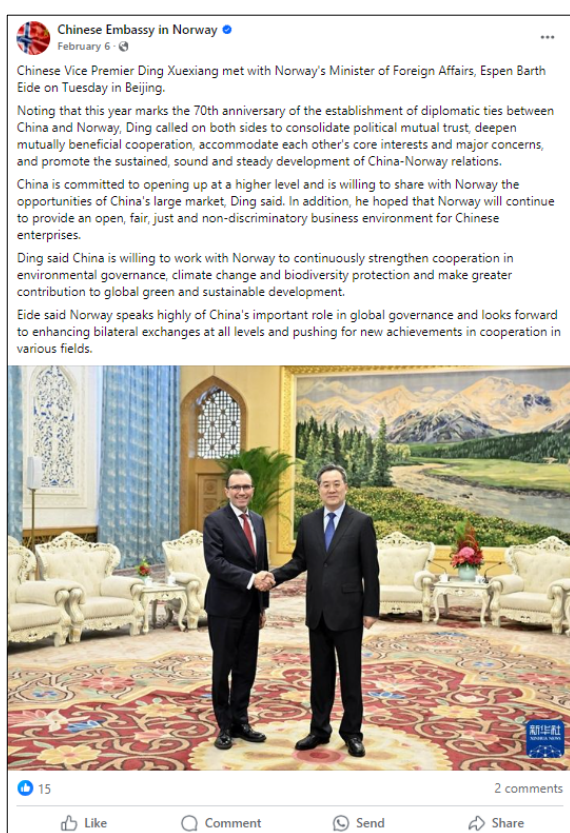 Chinese Embassy in Norway
February 6 ·
Chinese Vice Premier Ding Xuexiang met with Norway's Minister of Foreign Affairs, Espen Barth
Eide on Tuesday in Beijing.
Noting that this year marks the 70th anniversary of the establishment of diplomatic ties between
China and Norway, Ding called on both sides to consolidate political mutual trust, deepen
mutually beneficial cooperation, accommodate each other's core interests and major concerns,
and promote the sustained, sound and steady development of China-Norway relations.
China is committed to opening up at a higher level and is willing to share with Norway the
opportunities of China's large market, Ding said. In addition, he hoped that Norway will continue
to provide an open, fair, just and non-discriminatory business environment for Chinese
enterprises.
Ding said China is willing to work with Norway to continuously strengthen cooperation in
environmental governance, climate change and biodiversity protection and make greater
contribution to global green and sustainable development.
Eide said Norway speaks highly of China's important role in global governance and looks forward
to enhancing bilateral exchanges at all levels and pushing for new achievements in cooperation in
various fields.
新华社
XINHUA NEWS
15
2 comments
Like
Comment
Send
Share